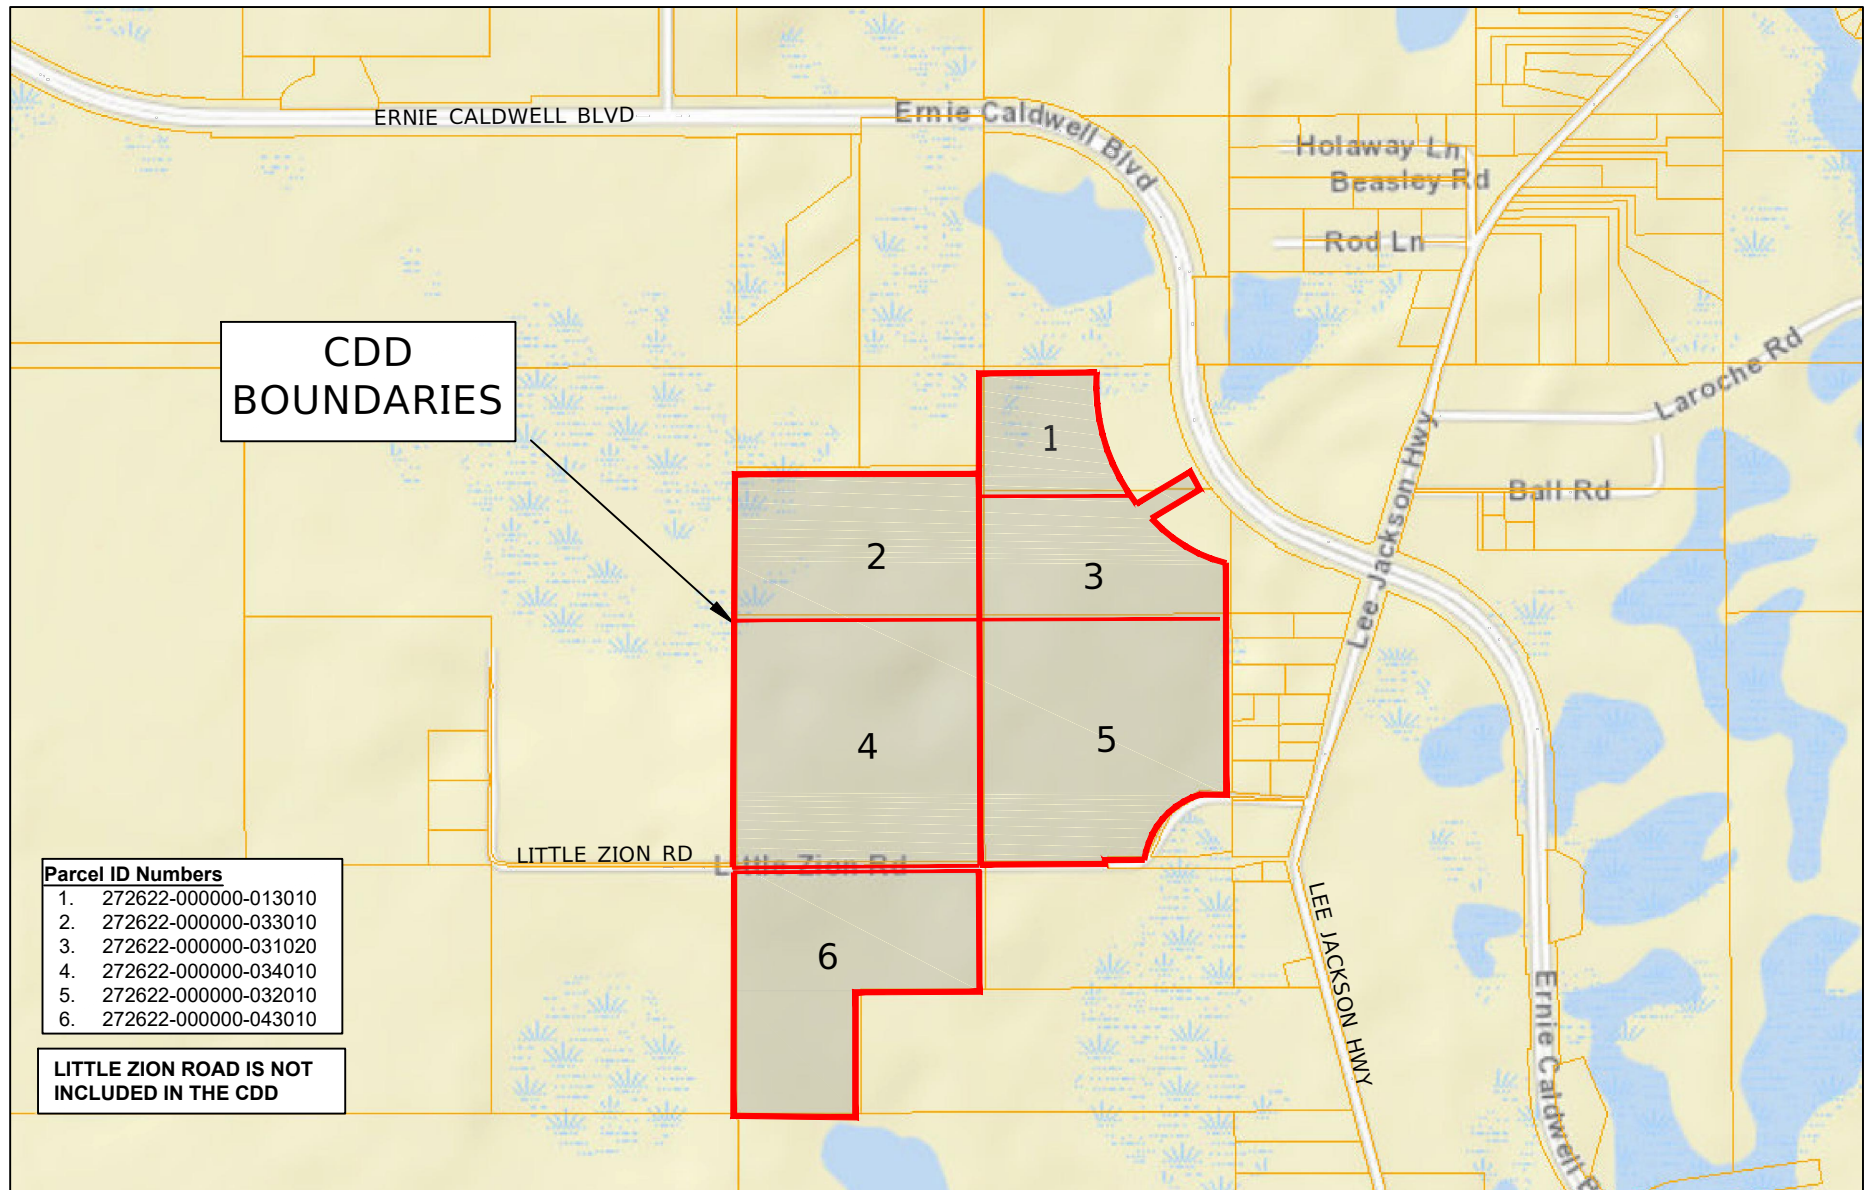 ERNIE CALDWELL BLVD
Ernie Caldwell Blvd
Holaway Ln
Beasley Rd
Rod Ln
CDD
BOUNDARIES
Laroche Rd
1
Lee Jackson Hwy
Ball Rd
2
3
4
5
LITTLE ZION RD
Little Zion Rd
Parcel ID Numbers
1. 272622-000000-013010
2. 272622-000000-033010
3. 272622-000000-031020
4. 272622-000000-034010
5. 272622-000000-032010
6. 272622-000000-043010
6
LEE JACKSON HWY
Ernie Caldwell B
LITTLE ZION ROAD IS NOT
INCLUDED IN THE CDD